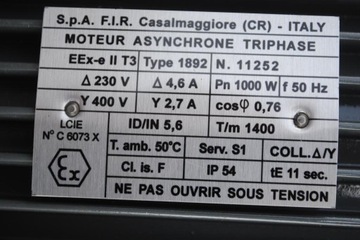 S.p.A. F.I.R. Casalmaggiore (CR) - ITALY
MOTEUR ASYNCHRONE TRIPHASE
EEx-e II T3 Type 1892 N. 11252
Δ 230 V Δ 4,6 A Pn 1000 W f 50 Hz
Y 400 V Y 2,7 A cosφ 0,76
LCIE ID/IN 5,6 T/m 1400
N° C 6073 X T. amb. 50°C Serv. S1 COLL.Δ/Y
Ex Cl. is. F IP 54 tE 11 sec.
NE PAS OUVRIR SOUS TENSION